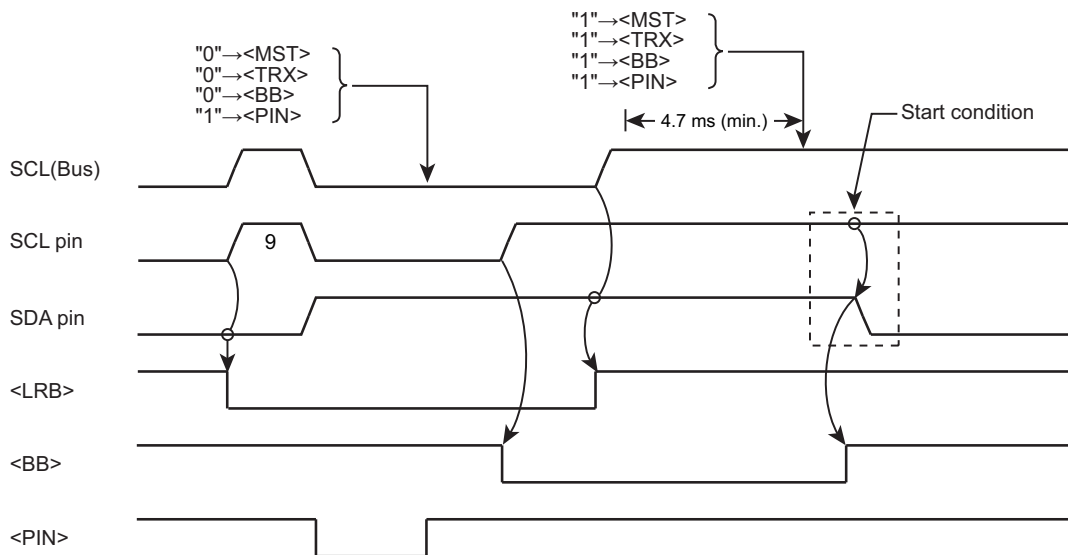 "0"→<MST>
"0"→<TRX>
"0"→<BB>
"1"→<PIN>
"1"→<MST>
"1"→<TRX>
"1"→<BB>
"1"→<PIN>
4.7 ms (min.)
Start condition
SCL(Bus)
SCL pin
9
SDA pin
<LRB>
<BB>
<PIN>